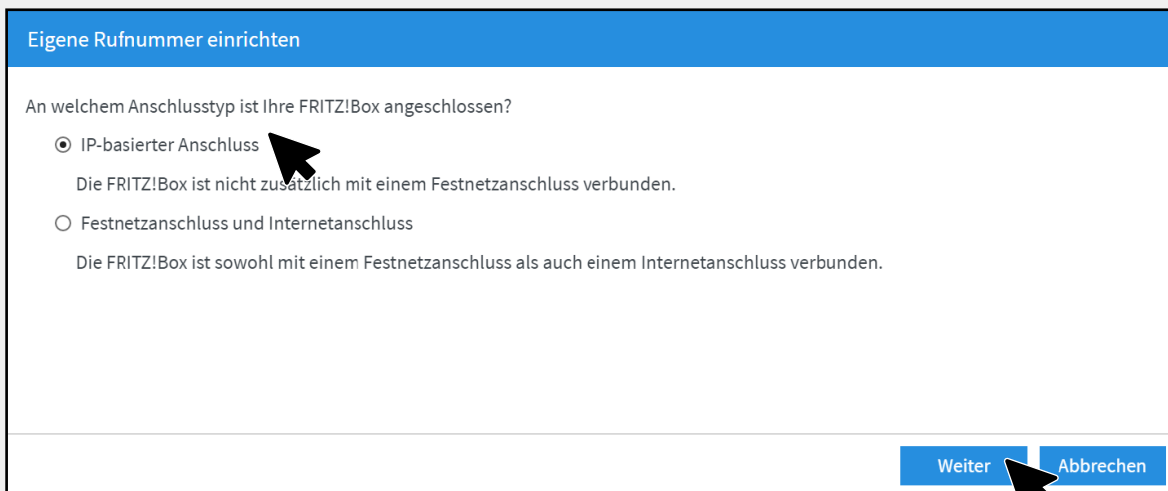 Eigene Rufnummer einrichten
An welchem Anschlusstyp ist Ihre FRITZ!Box angeschlossen?
IP-basierter Anschluss
Die FRITZ!Box ist nicht zusätzlich mit einem Festnetzanschluss verbunden.
Festnetzanschluss und Internetanschluss
Die FRITZ!Box ist sowohl mit einem Festnetzanschluss als auch einem Internetanschluss verbunden.
Weiter Abbrechen